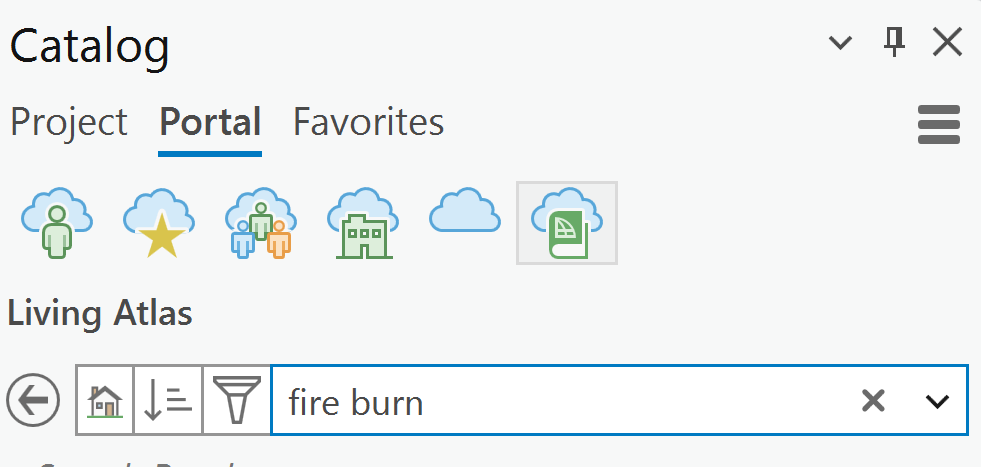 Catalog
Project Portal Favorites
Living Atlas
fire burn